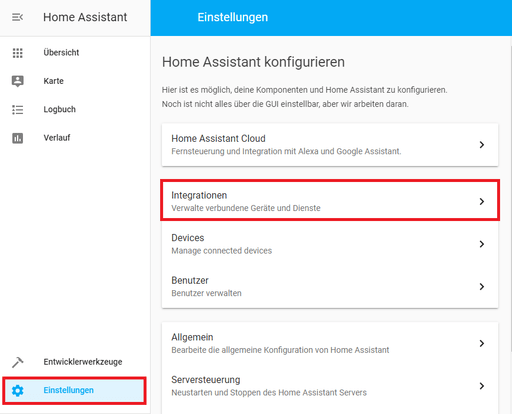 Home Assistant
Übersicht
Karte
Logbuch
Verlauf
Entwicklerwerkzeuge
Einstellungen
Einstellungen
Home Assistant konfigurieren
Hier ist es möglich, deine Komponenten und Home Assistant zu konfigurieren.
Noch ist nicht alles über die GUI einstellbar, aber wir arbeiten daran.
Home Assistant Cloud
Fernsteuerung und Integration mit Alexa und Google Assistant.
Integrationen
Verwalte verbundene Geräte und Dienste
Devices
Manage connected devices
Benutzer
Benutzer verwalten
Allgemein
Bearbeite die allgemeine Konfiguration von Home Assistant
Serversteuerung
Neustarten und Stoppen des Home Assistant Servers